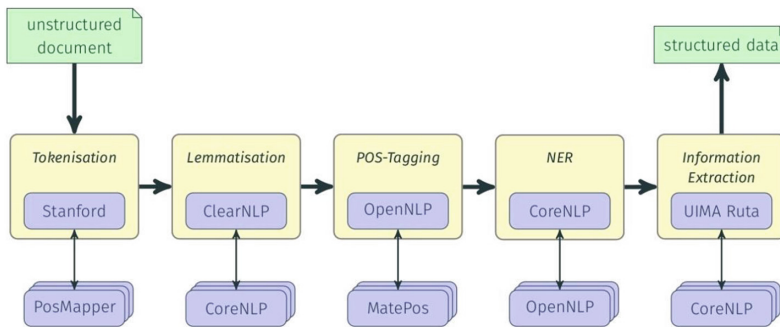 unstructured
document
structured data
Tokenisation
Stanford
PosMapper
Lemmatisation
ClearNLP
CoreNLP
POS-Tagging
OpenNLP
MatePos
NER
CoreNLP
OpenNLP
Information
Extraction
UIMA Ruta
CoreNLP